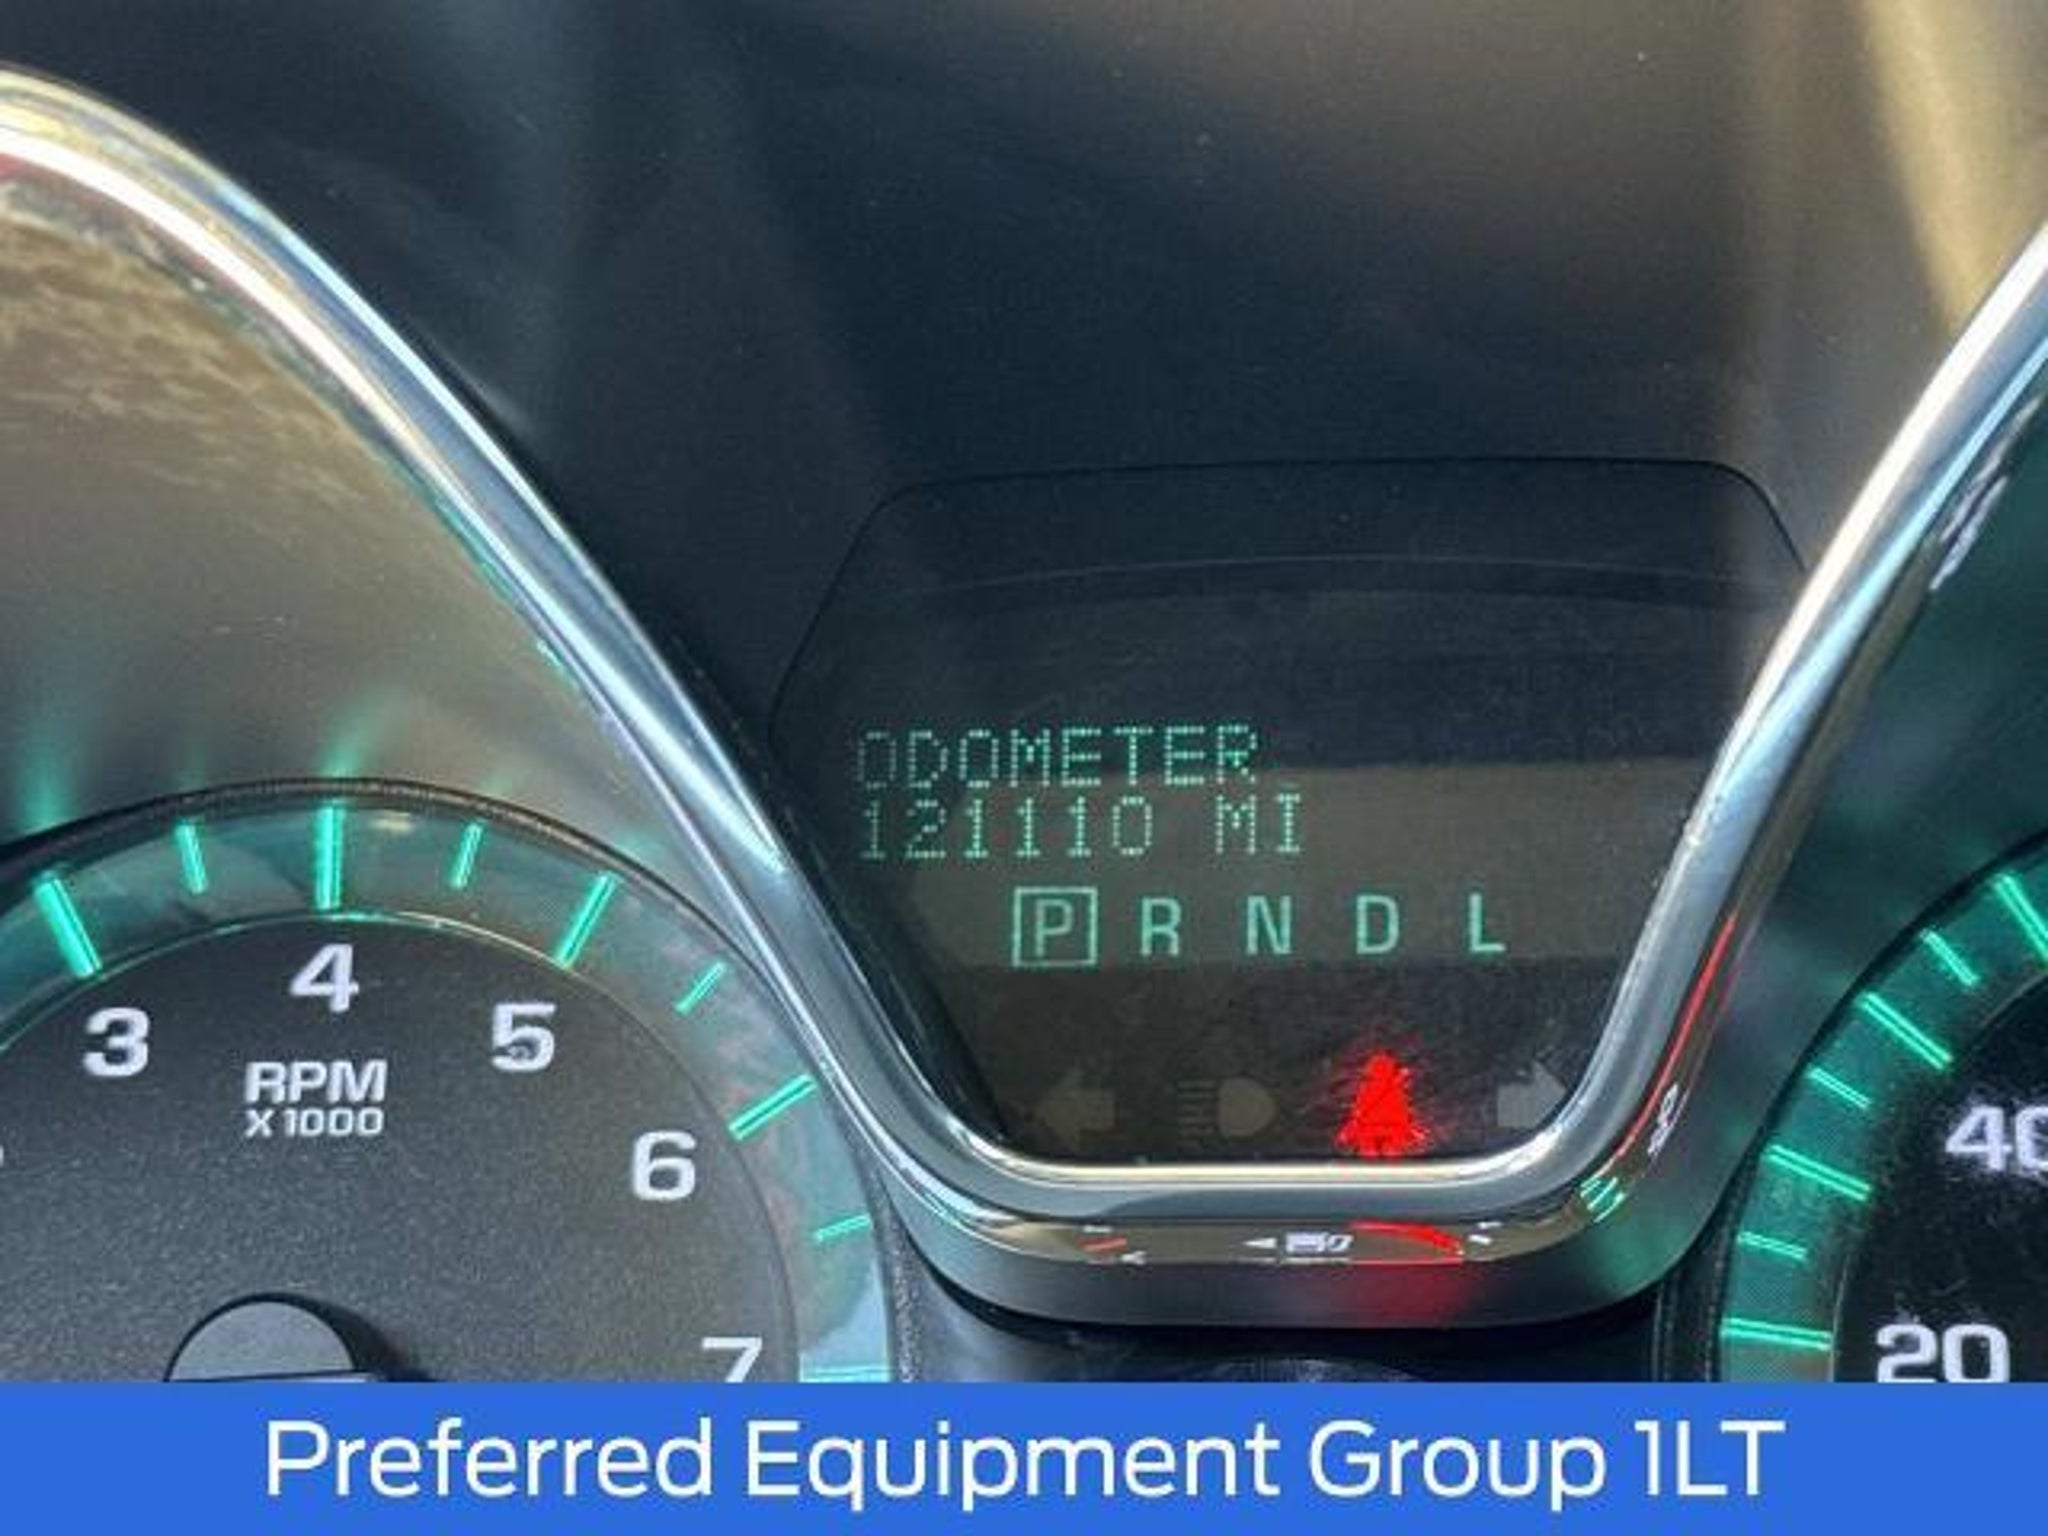 ODOMETER
121110 MI
P R N D L
3 4 5 6 7
RPM
X1000
40
20
Preferred Equipment Group 1LT